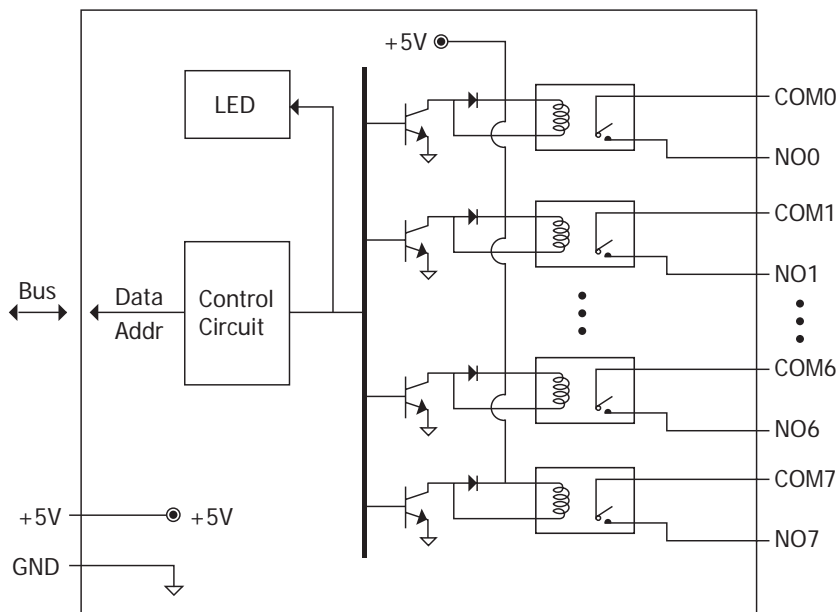 +5V
LED
COM0
NO0
COM1
NO1
Bus
Data
Addr
Control
Circuit
COM6
NO6
COM7
NO7
+5V
+5V
GND